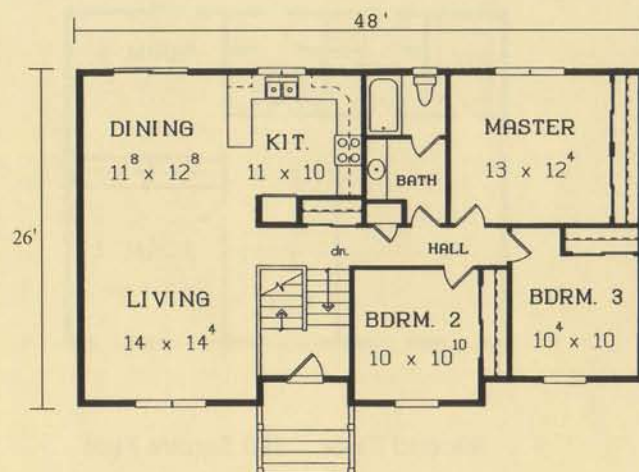 48'
26'
DINING
11⁸ x 12⁸
KIT.
11 x 10
BATH
MASTER
13 x 12⁴
HALL
dn.
LIVING
14 x 14⁴
BDRM. 2
10 x 10¹⁰
BDRM. 3
10⁴ x 10